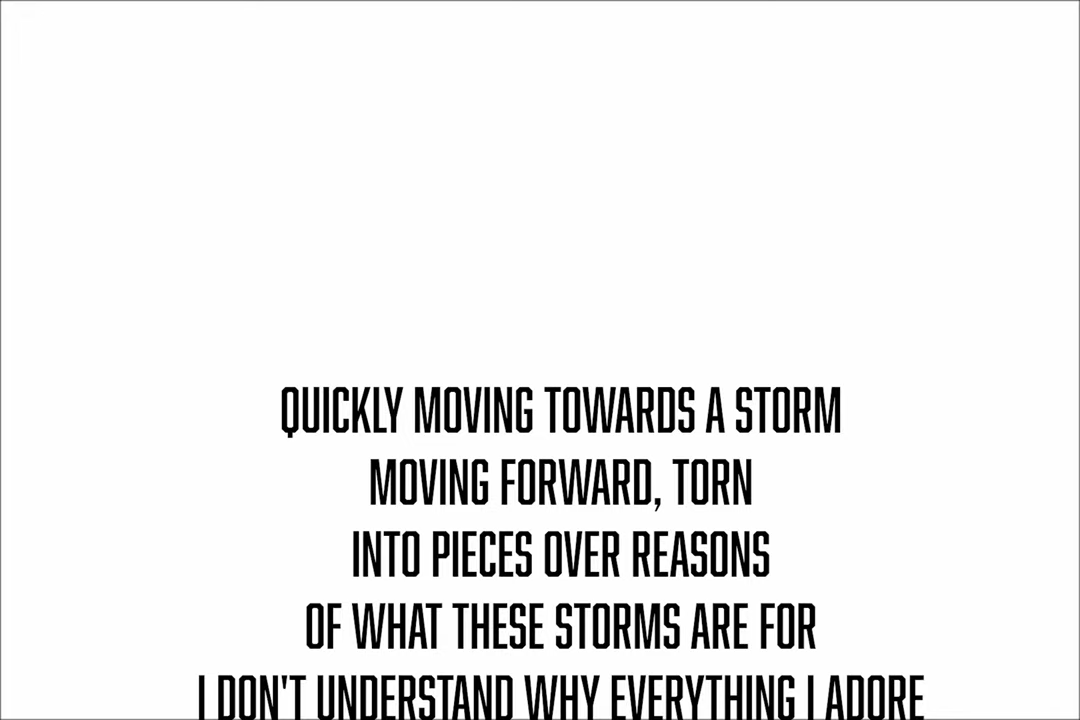 QUICKLY MOVING TOWARDS A STORM
MOVING FORWARD, TORN
INTO PIECES OVER REASONS
OF WHAT THESE STORMS ARE FOR
I DON'T UNDERSTAND WHY EVERYTHING I ADORE